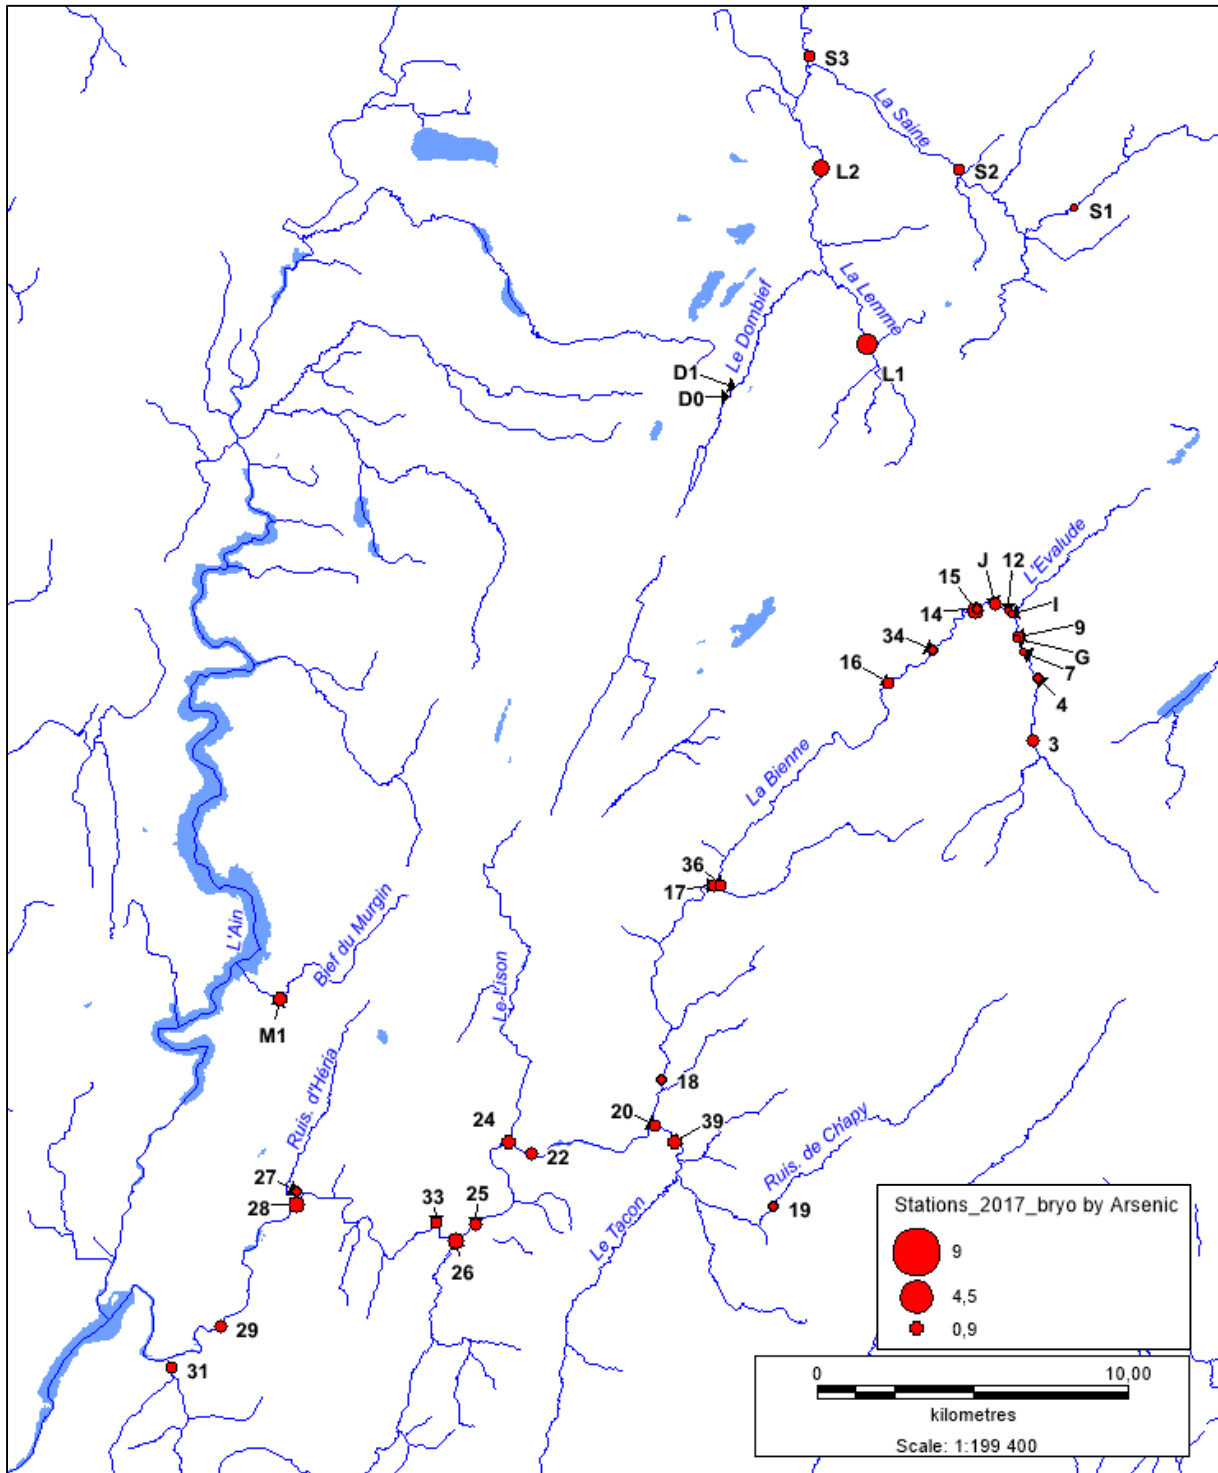 S3
La Saine
L2
S2
S1
La Lemme
Le Dombief
D1
D0
L1
L'Evalude
J
12
15
14
I
9
34
G
7
16
4
3
La Bienne
36
17
L'Ain
Bief du Murgin
Le Lison
M1
Ruis. d'Héria
18
20
39
24
22
Ruis. de Chapy
27
28
33
25
19
Le Tacon
26
29
31
Stations_2017_bryo by Arsenic
9
4,5
0,9
0 10,00
kilometres
Scale: 1:199 400